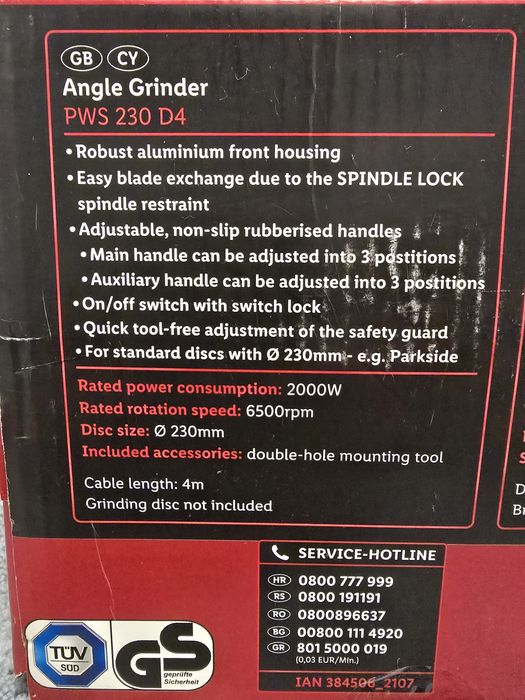 GB CY
Angle Grinder
PWS 230 D4
• Robust aluminium front housing
• Easy blade exchange due to the SPINDLE LOCK
spindle restraint
• Adjustable, non-slip rubberised handles
• Main handle can be adjusted into 3 postitions
• Auxiliary handle can be adjusted into 3 postitions
• On/off switch with switch lock
• Quick tool-free adjustment of the safety guard
• For standard discs with Ø 230mm - e.g. Parkside
Rated power consumption: 2000W
Rated rotation speed: 6500rpm
Disc size: Ø 230mm
Included accessories: double-hole mounting tool
Cable length: 4m
Grinding disc not included
SERVICE-HOTLINE
HR 0800 777 999
RS 0800 191191
RO 0800896637
BG 00800 111 4920
GR 801 5000 019
(0,03 EUR/Min.)
IAN 384506_2107
TÜV
SÜD
GS
geprüfte
Sicherheit